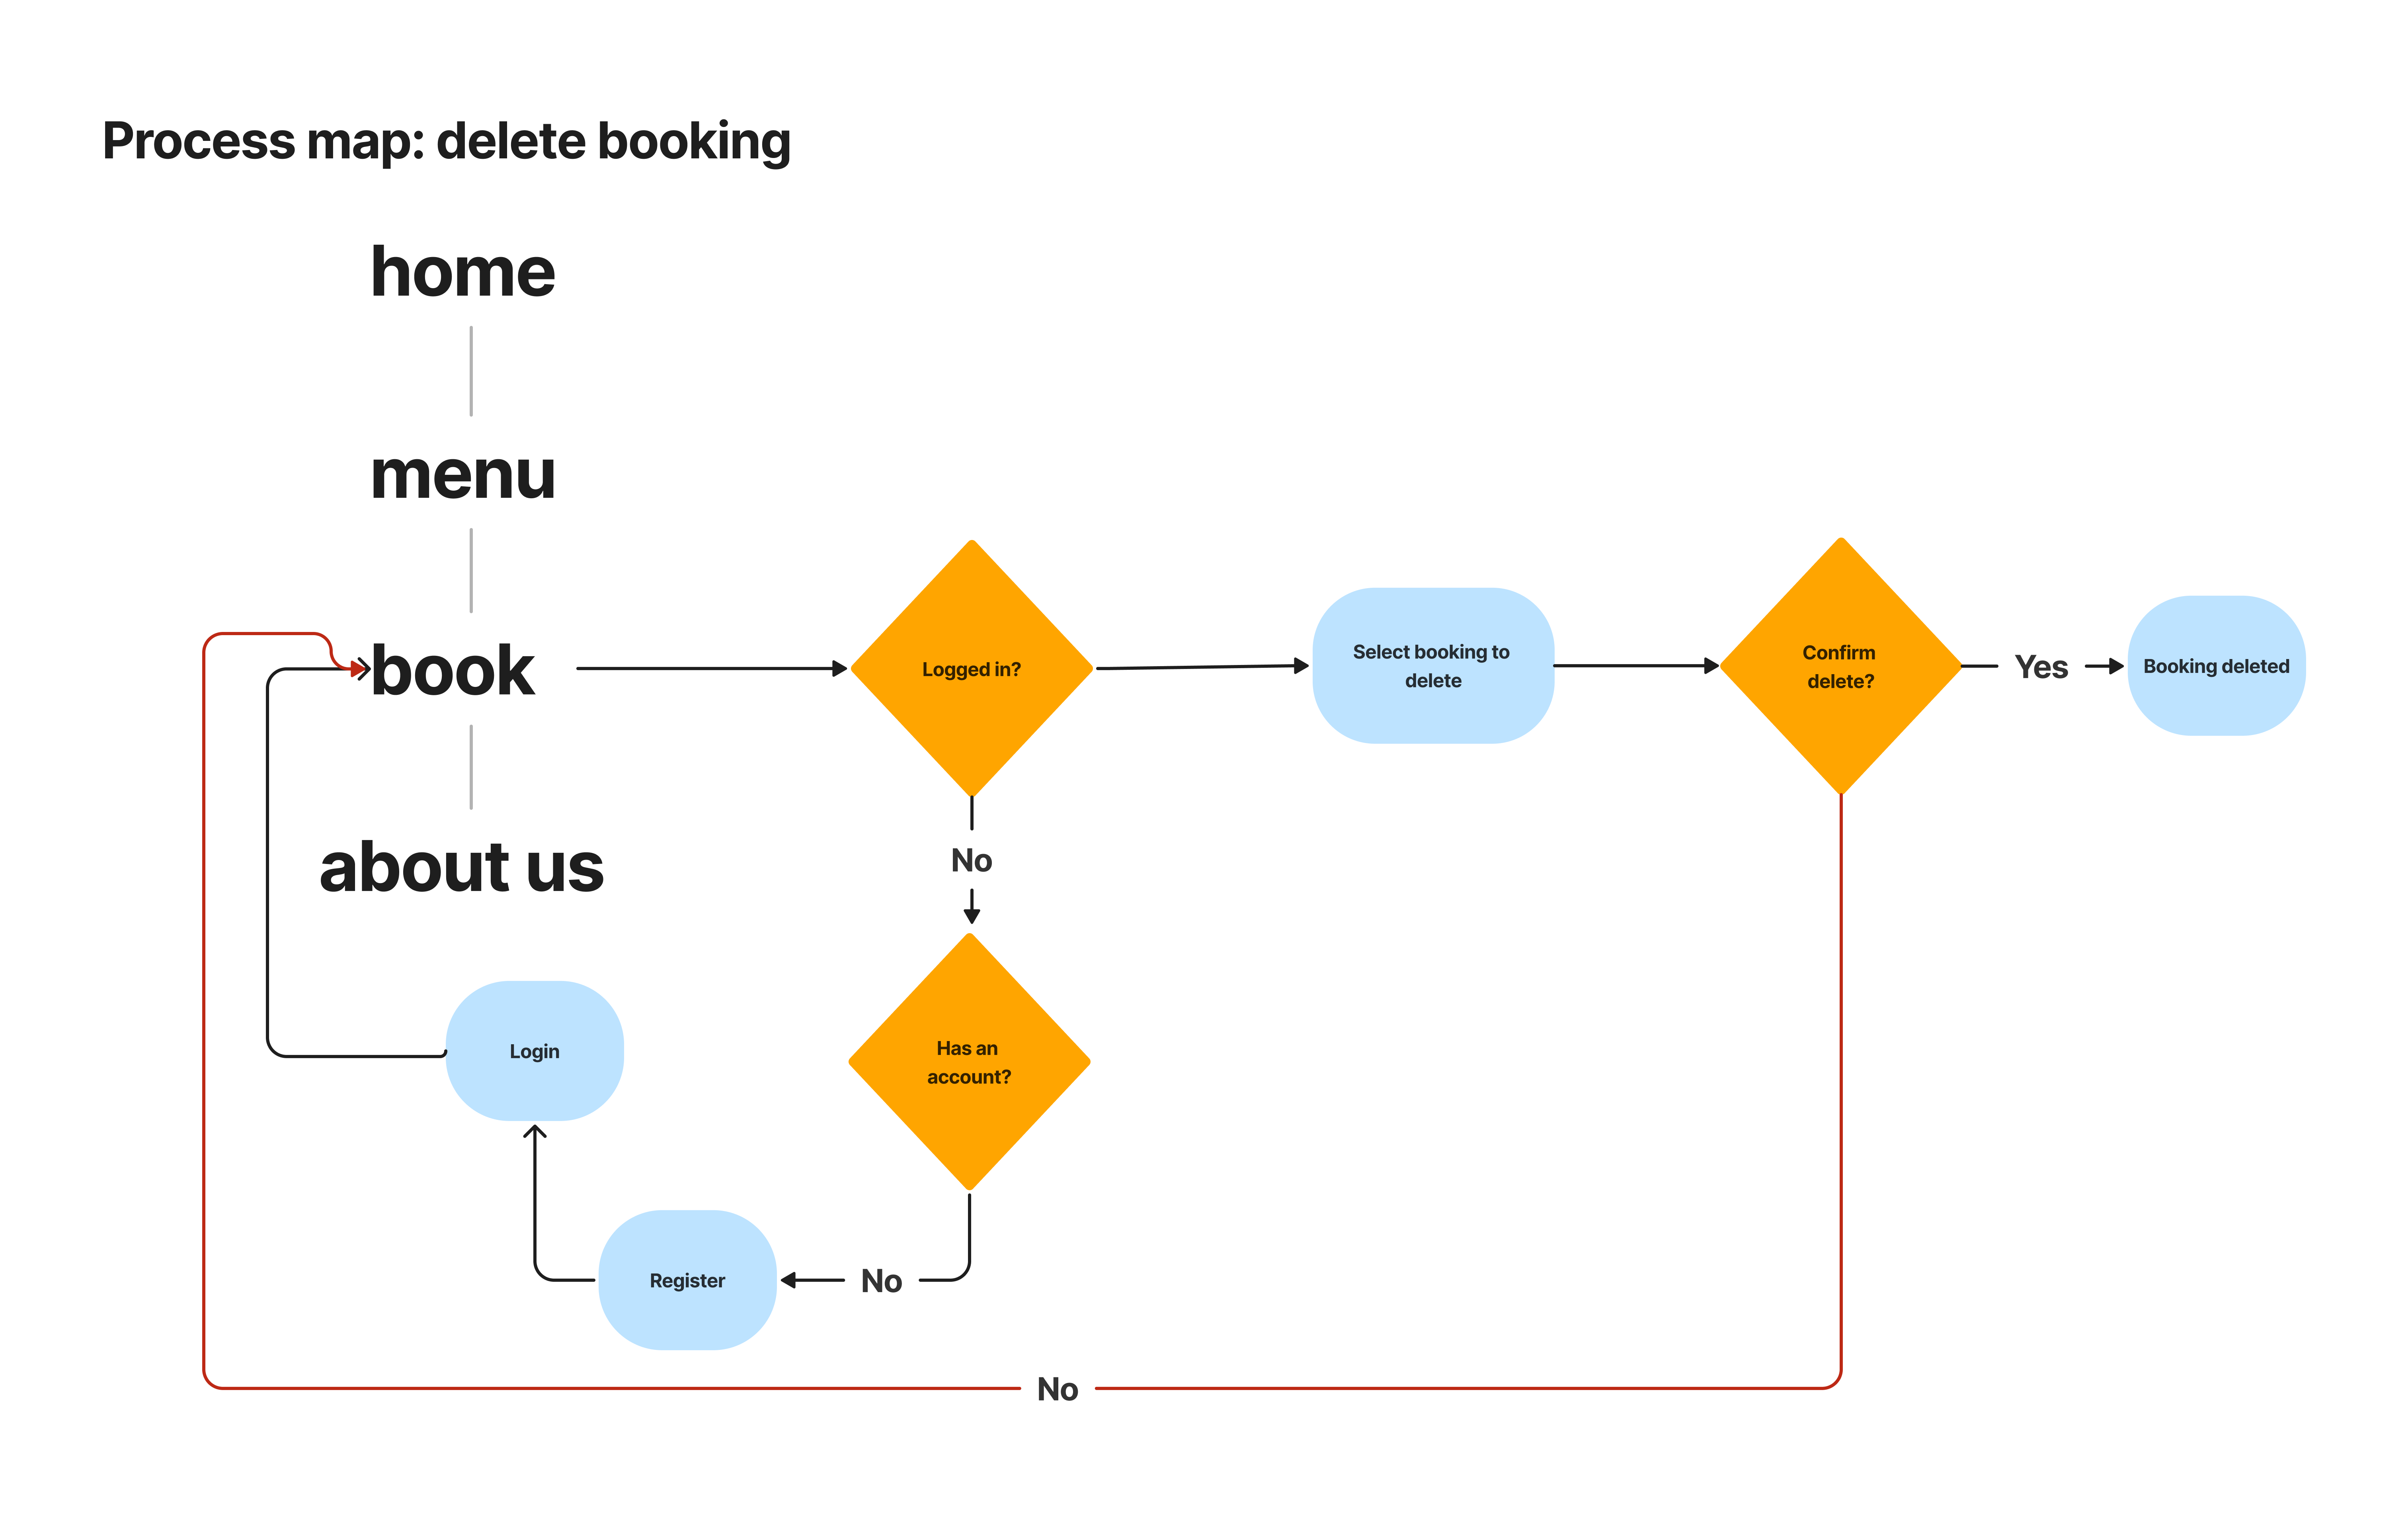 Process map: delete booking
home
menu
book
Logged in?
Select booking to
delete
Confirm
delete?
Yes
Booking deleted
about us
No
Login
Has an
account?
Register
No
No